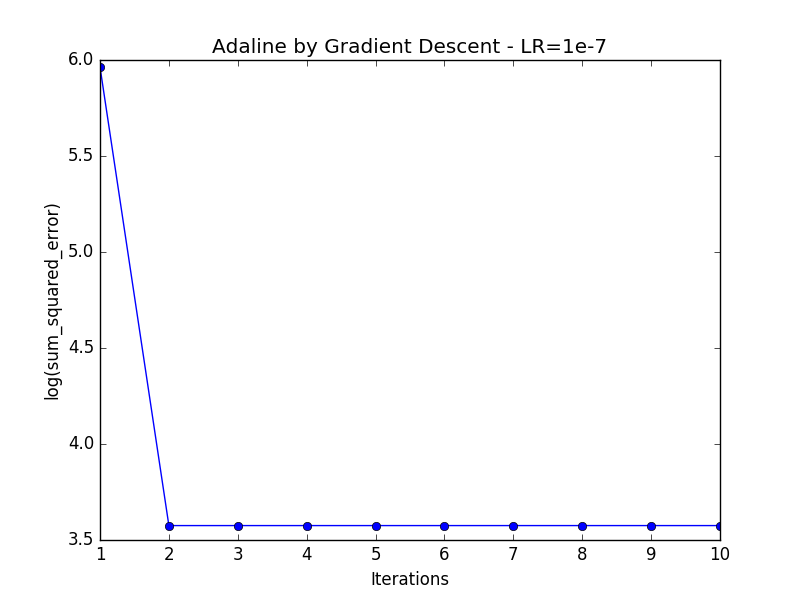 Adaline by Gradient Descent - LR=1e-7
6.0
5.5
5.0
4.5
4.0
3.5
log(sum_squared_error)
1 2 3 4 5 6 7 8 9 10
Iterations